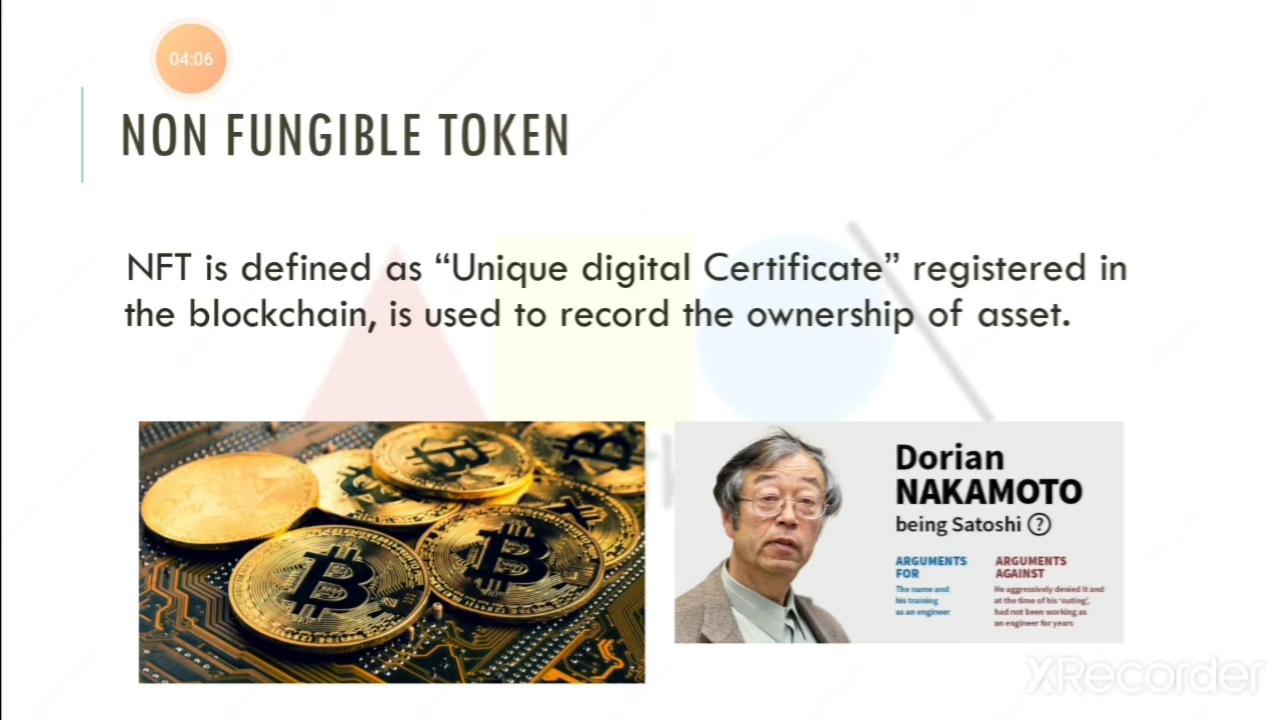 04:06
NON FUNGIBLE TOKEN
NFT is defined as “Unique digital Certificate” registered in
the blockchain, is used to record the ownership of asset.
Dorian
NAKAMOTO
being Satoshi ?
ARGUMENTS
FOR
The name and
his training
as an engineer
ARGUMENTS
AGAINST
He aggressively denied it and
at the time of his 'outing',
had not been working as
an engineer for years
XRecorder